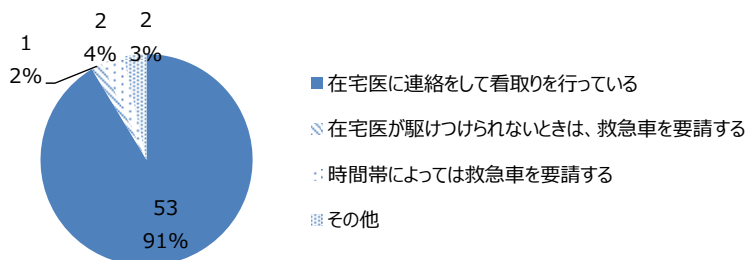 1
2%
2
4%
2
3%
53
91%
在宅医に連絡をして看取りを行っている
在宅医が駆けつけられないときは、救急車を要請する
時間帯によっては救急車を要請する
その他